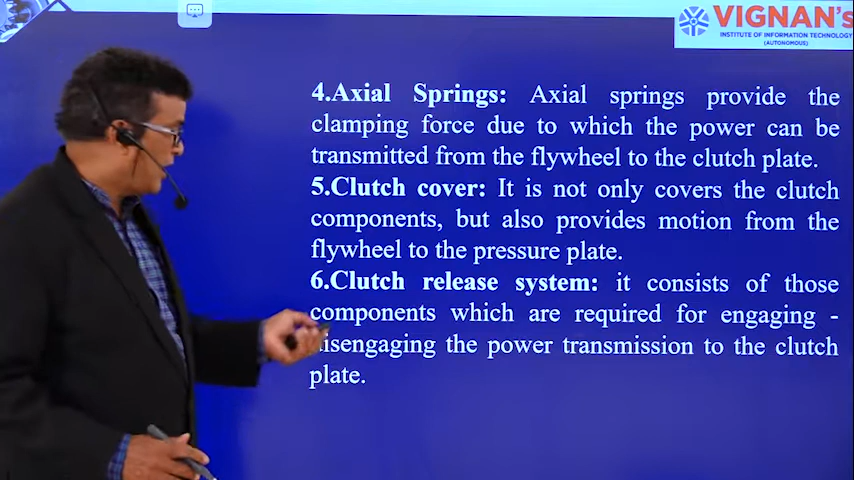 VIGNAN's
INSTITUTE OF INFORMATION TECHNOLOGY
(AUTONOMOUS)
4.Axial Springs: Axial springs provide the
clamping force due to which the power can be
transmitted from the flywheel to the clutch plate.
5.Clutch cover: It is not only covers the clutch
components, but also provides motion from the
flywheel to the pressure plate.
6.Clutch release system: it consists of those
components which are required for engaging -
disengaging the power transmission to the clutch
plate.